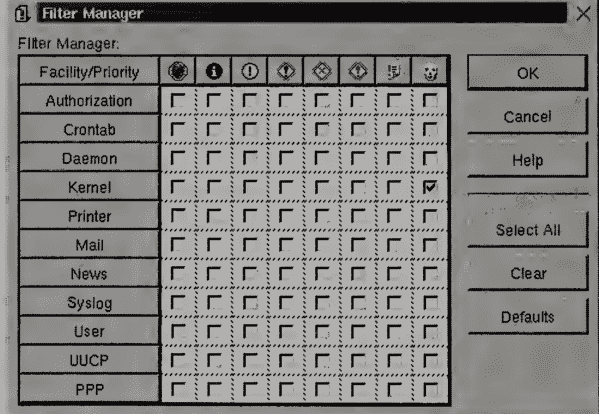 Filter Manager
Filter Manager:
Facility/Priority
OK
Authorization
Cancel
Crontab
Daemon
Help
Kernel
Printer
Select All
Mail
News
Clear
Syslog
Defaults
User
UUCP
PPP